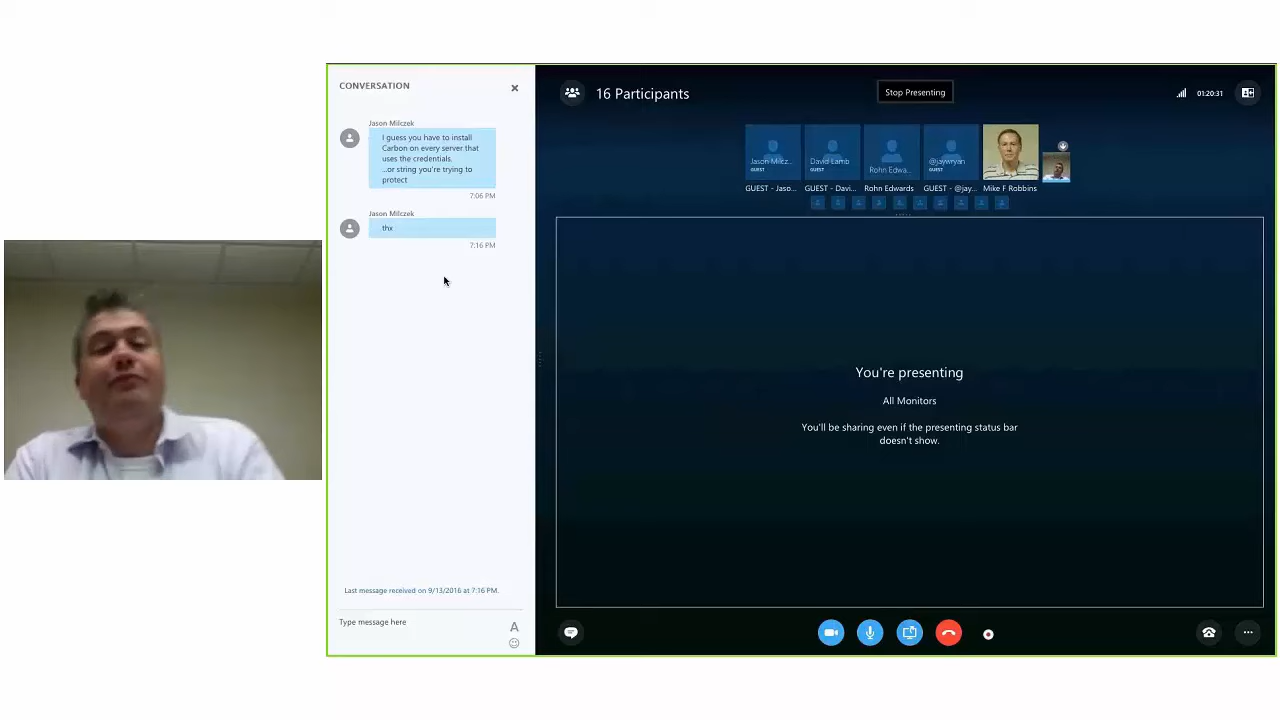 CONVERSATION
16 Participants
Stop Presenting
01:20:31
Jason Milczek
I guess you have to install
Carbon on every server that
uses the credentials.
...or string you're trying to
protect
7:06 PM
Jason Milczek
thx
7:16 PM
Jason Milcz...
GUEST
David Lamb
GUEST
Rohn Edwa...
@jaywryan
GUEST
GUEST - Jaso...
GUEST - Davi...
Rohn Edwards
GUEST - @jay...
Mike F Robbins
You're presenting
All Monitors
You'll be sharing even if the presenting status bar
doesn't show.
Last message received on 9/13/2016 at 7:16 PM.
Type message here
A